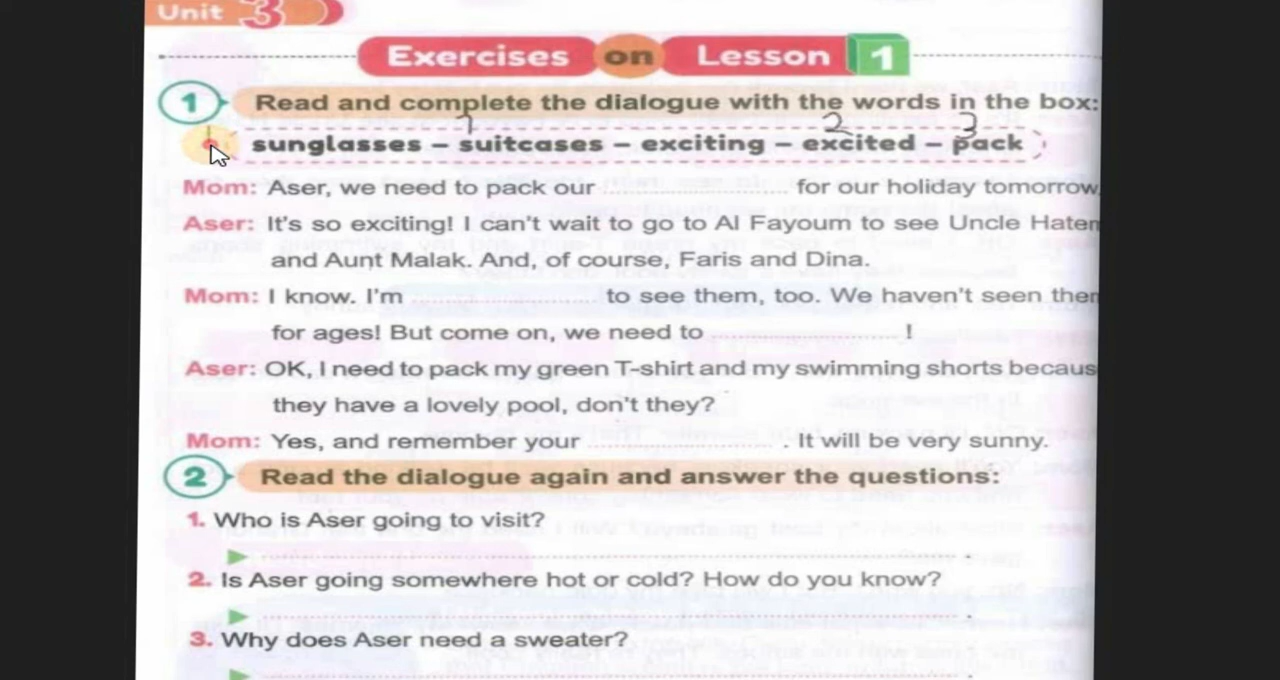 Unit 3
Exercises on Lesson 1
1 Read and complete the dialogue with the words in the box:
1 2 3
sunglasses – suitcases – exciting – excited – pack
Mom: Aser, we need to pack our ........ for our holiday tomorrow
Aser: It's so exciting! I can't wait to go to Al Fayoum to see Uncle Hatem
and Aunt Malak. And, of course, Faris and Dina.
Mom: I know. I'm ........ to see them, too. We haven't seen them
for ages! But come on, we need to ........ !
Aser: OK, I need to pack my green T-shirt and my swimming shorts becaus
they have a lovely pool, don't they?
Mom: Yes, and remember your ........ . It will be very sunny.
2 Read the dialogue again and answer the questions:
1. Who is Aser going to visit?
2. Is Aser going somewhere hot or cold? How do you know?
3. Why does Aser need a sweater?